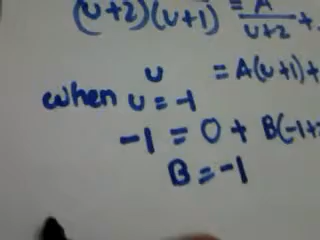 (u+2)(u+1) = A/u+2 +
u = A(u+1) +
when u = -1
-1 = 0 + B(-1+
B = -1